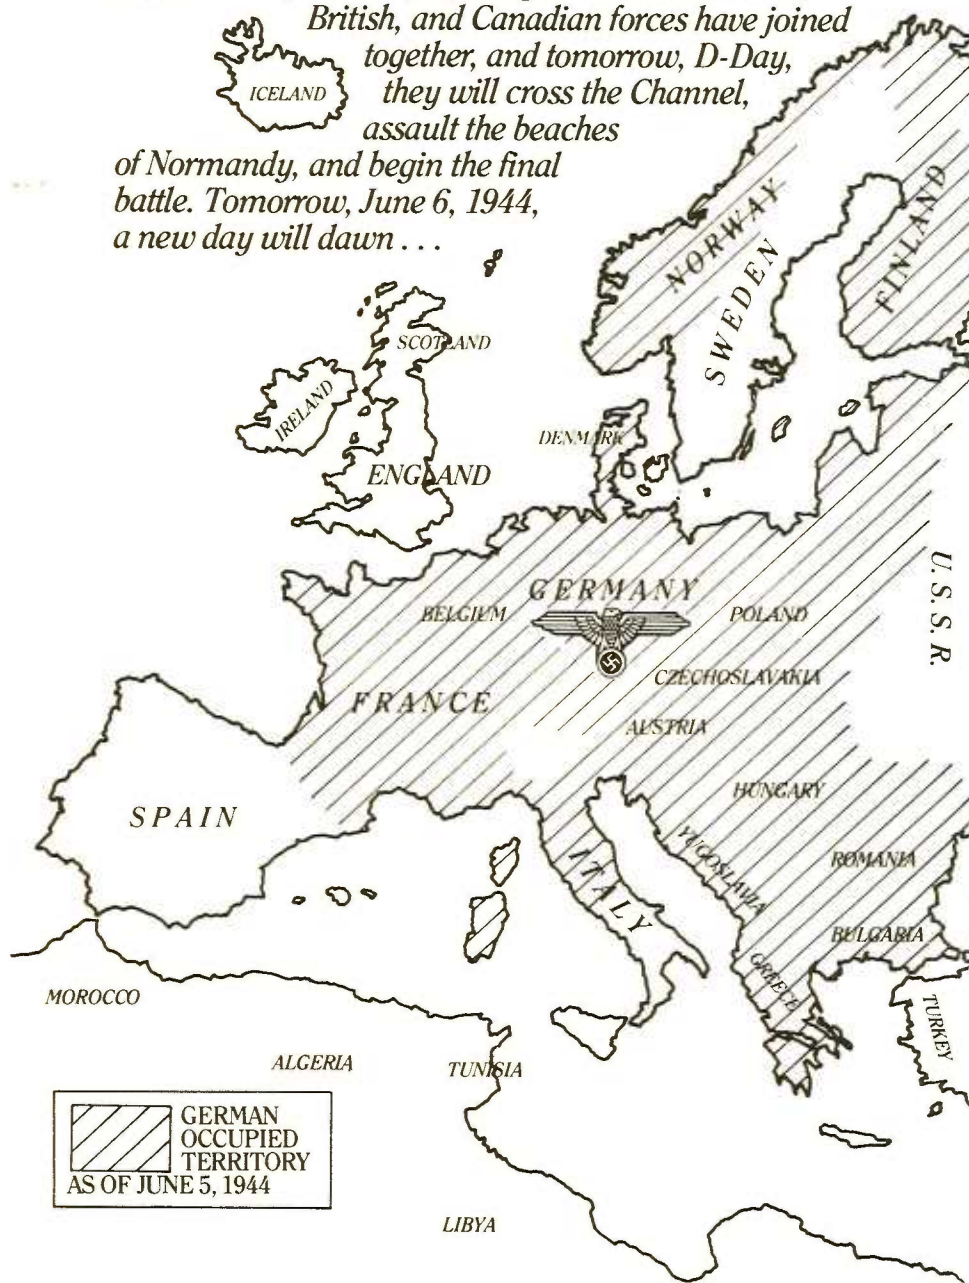 British, and Canadian forces have joined
together, and tomorrow, D-Day,
they will cross the Channel,
assault the beaches
of Normandy, and begin the final
battle. Tomorrow, June 6, 1944,
a new day will dawn . . .
ICELAND
NORWAY
SWEDEN
FINLAND
SCOTLAND
IRELAND
DENMARK
ENGLAND
GERMANY
BELGIUM
POLAND
U.S.S.R.
CZECHOSLAVAKIA
FRANCE
AUSTRIA
HUNGARY
SPAIN
YUGOSLAVIA
ITALY
ROMANIA
BULGARIA
GREECE
MOROCCO
TURKEY
ALGERIA
TUNISIA
GERMAN
OCCUPIED
TERRITORY
AS OF JUNE 5, 1944
LIBYA